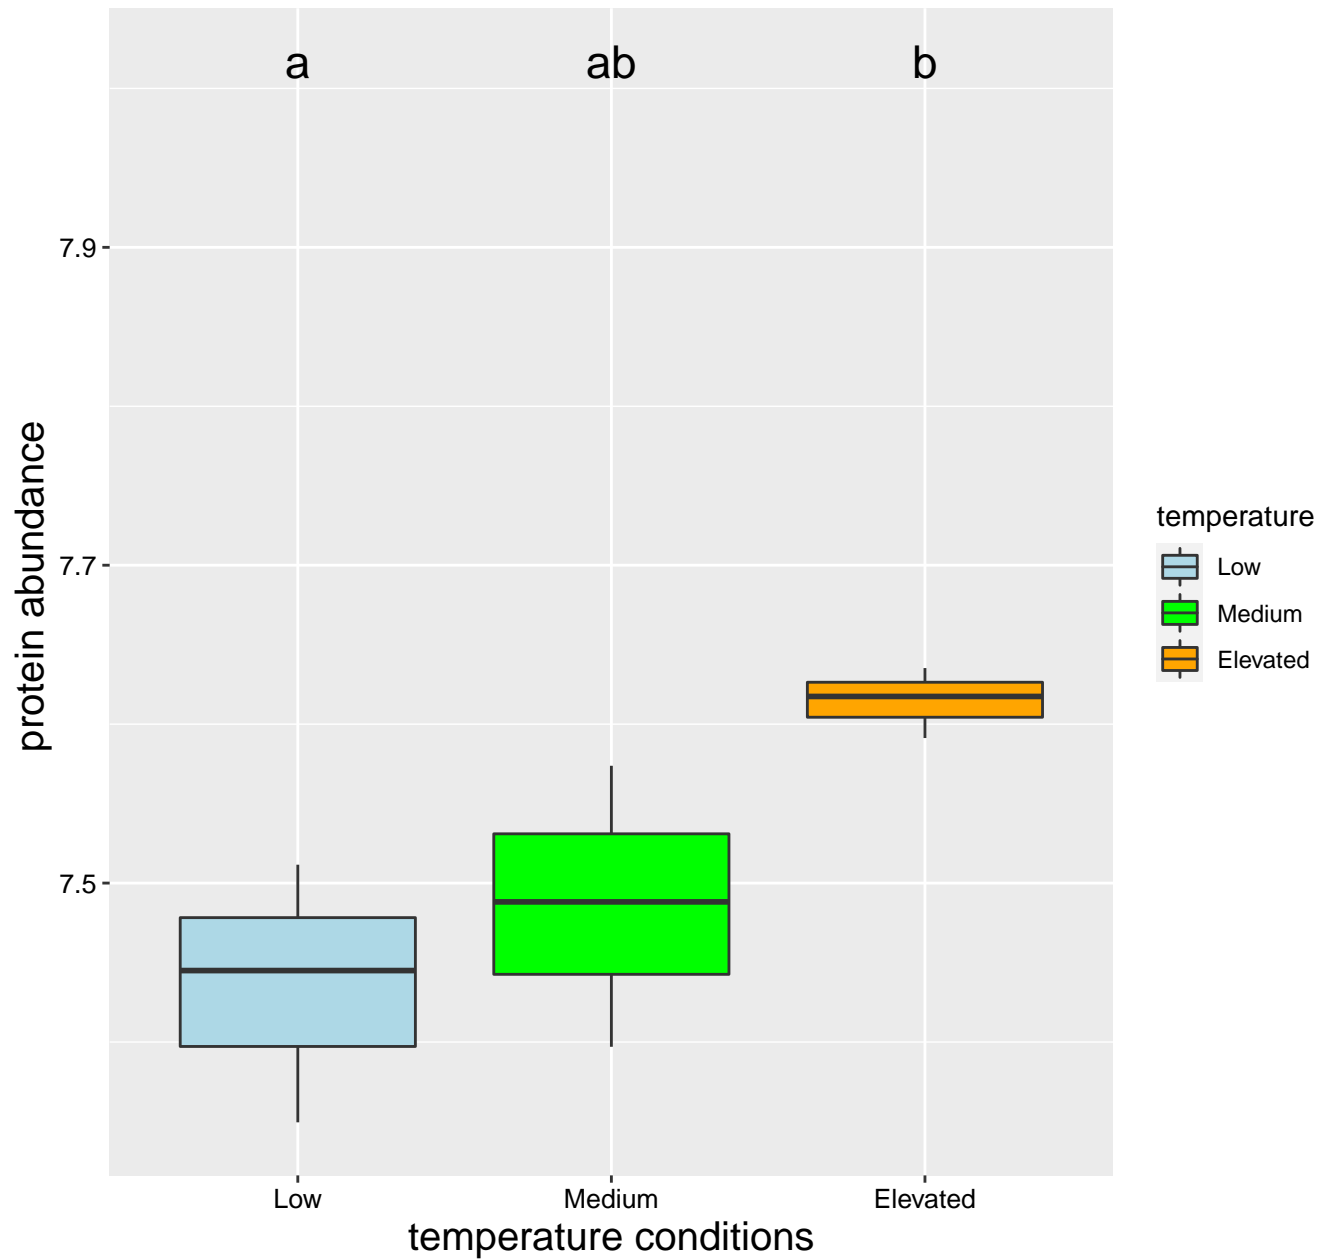 a ab b
7.9
7.7
7.5
protein abundance
Low Medium Elevated
temperature conditions
temperature
Low
Medium
Elevated